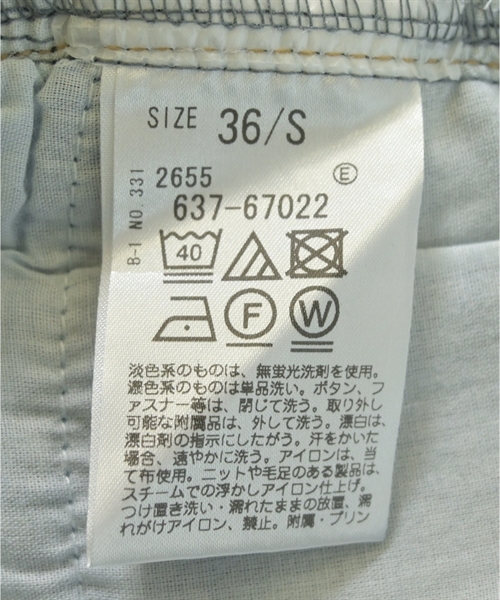 SIZE 36/S
B-1 NO.331
2655 E
637-67022
40
F W
淡色系のものは、無蛍光洗剤を使用。
濃色系のものは単品洗い。ボタン、フ
ァスナー等は、閉じて洗う。取り外し
可能な附属品は、外して洗う。漂白は、
漂白剤の指示にしたがう。汗をかいた
場合、速やかに洗う。アイロンは、当
て布使用。ニットや毛足のある製品は、
スチームでの浮かしアイロン仕上げ。
つけ置き洗い・濡れたままの放置、濡
れがけアイロン、禁止。附属・プリン